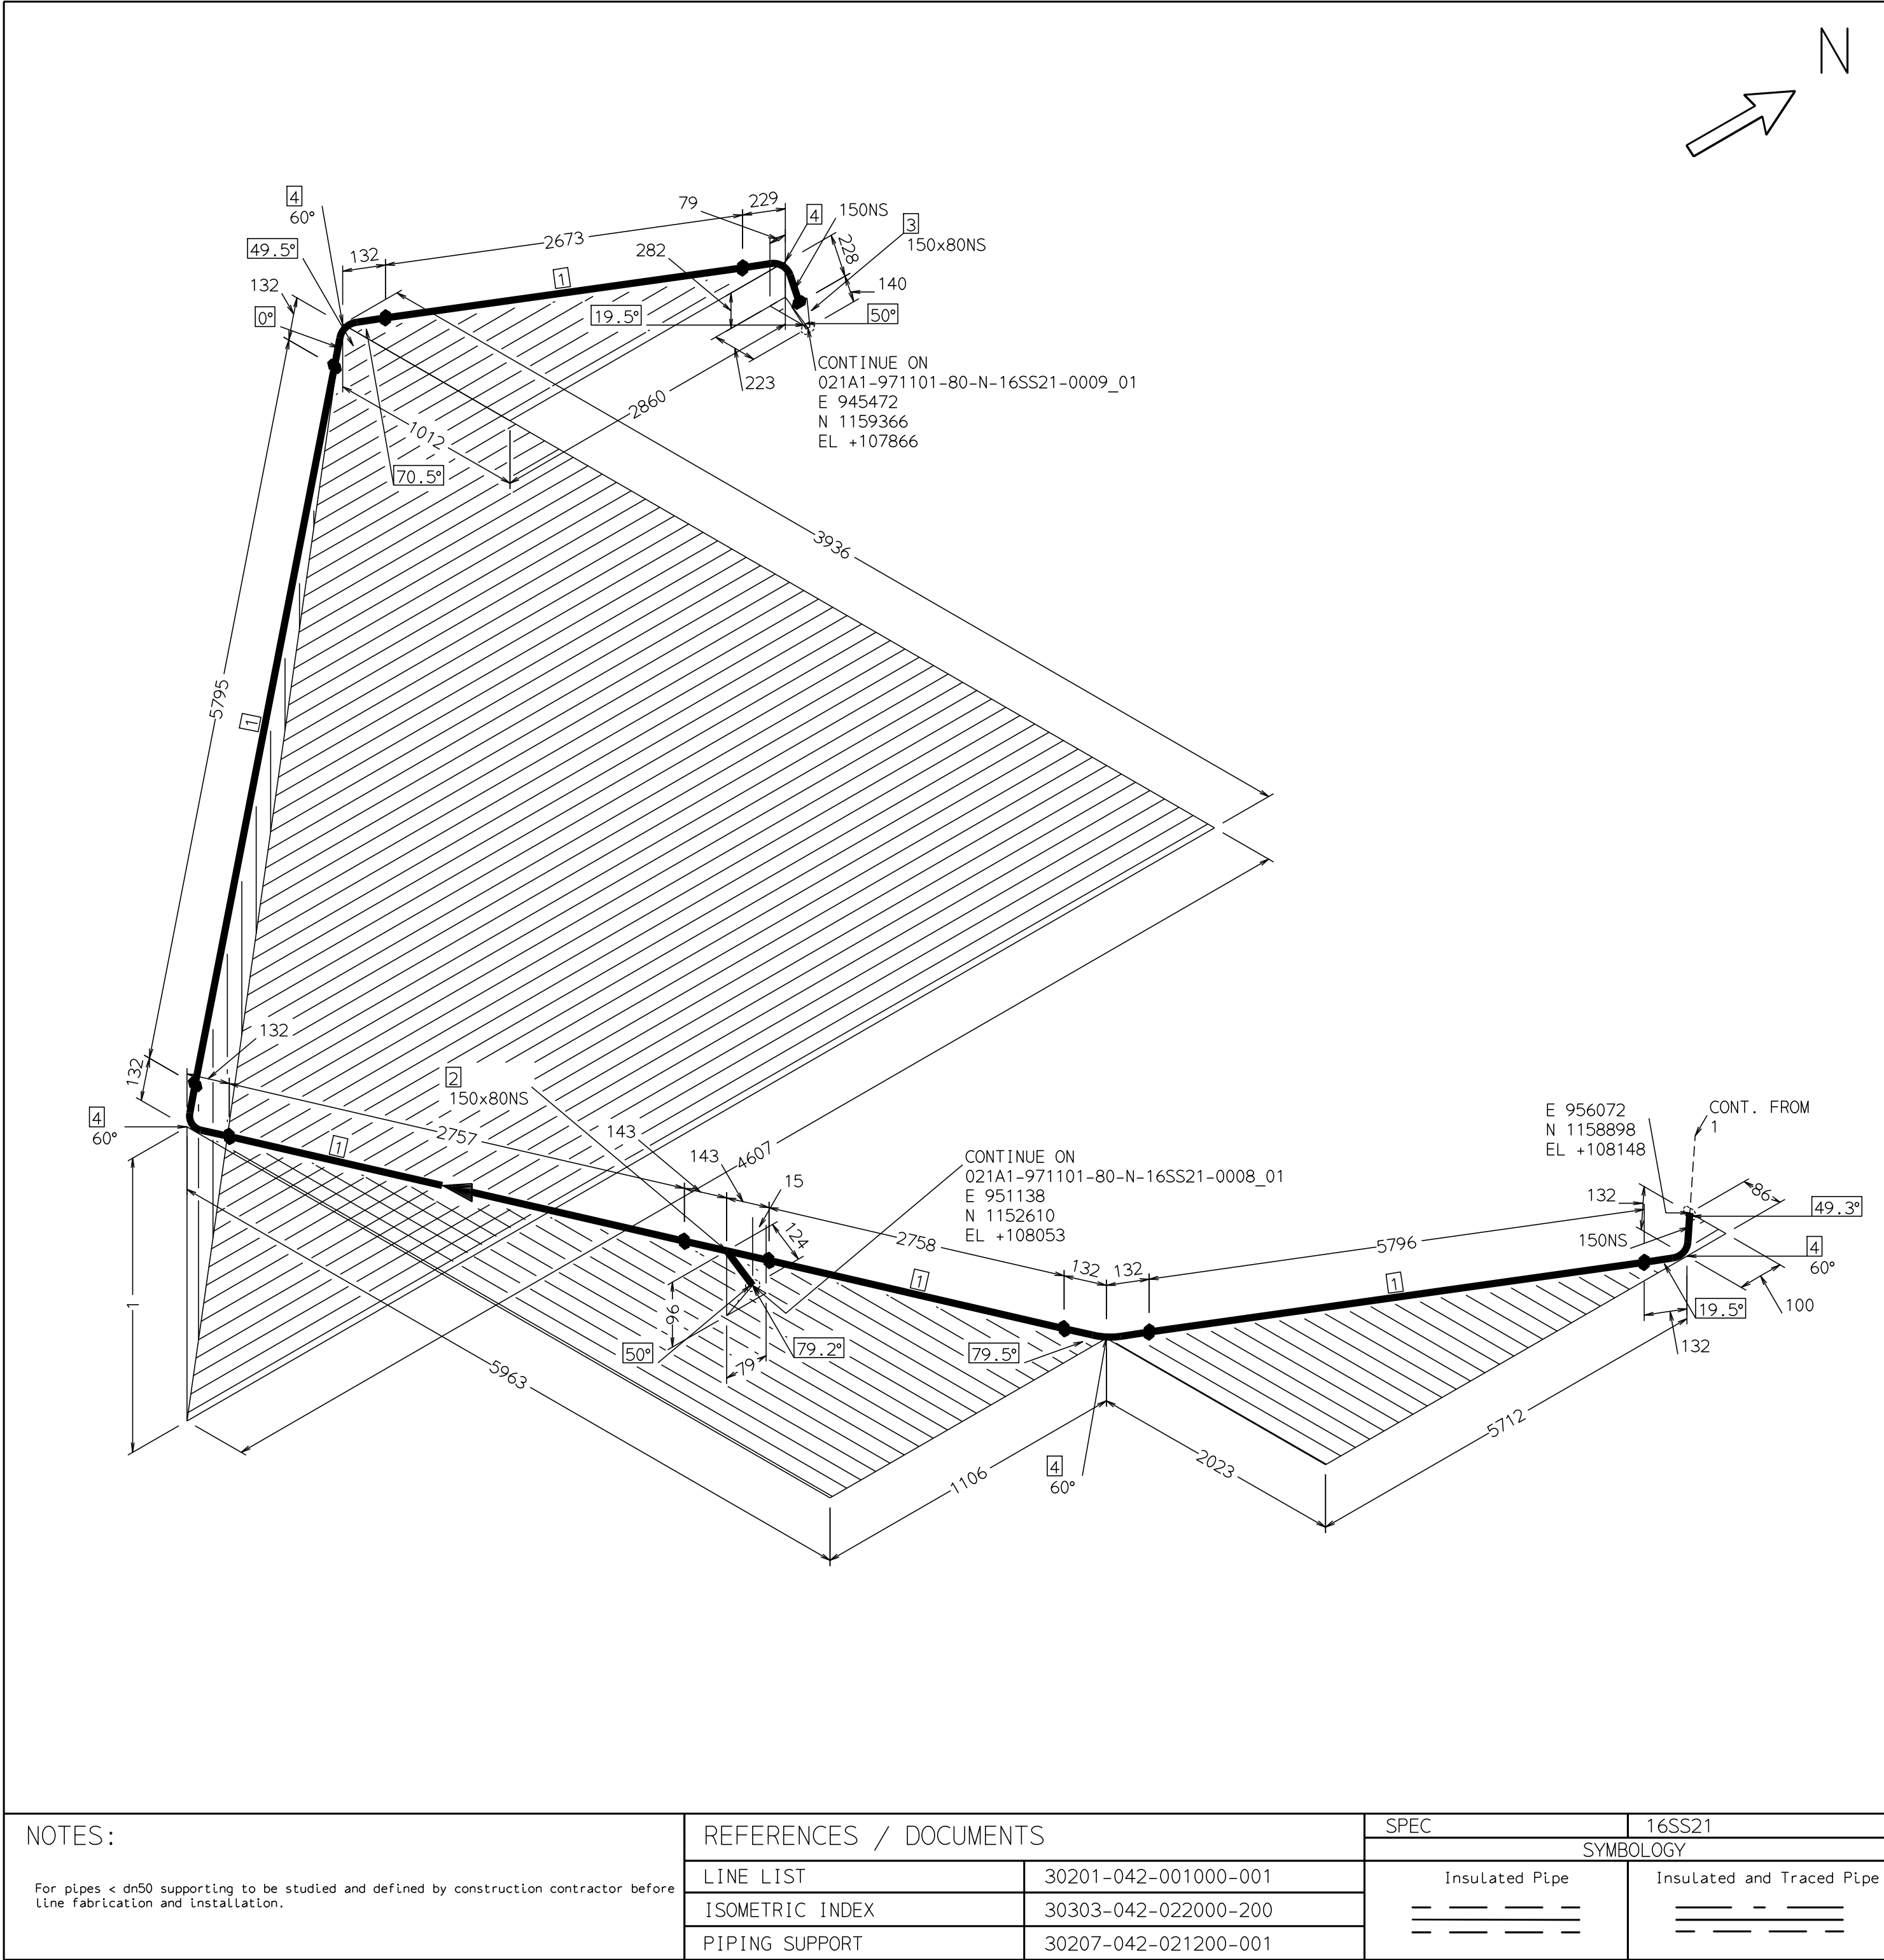 N
4
60°
49.5°
132
2673
79
229
4
150NS
3
150x80NS
228
282
140
132
0°
1
19.5°
50°
CONTINUE ON
021A1-971101-80-N-16SS21-0009_01
E 945472
N 1159366
EL +107866
223
2860
1012
70.5°
3936
5795
1
132
132
4
60°
2
150x80NS
1
2757
143
143
4607
15
124
CONTINUE ON
021A1-971101-80-N-16SS21-0008_01
E 951138
N 1152610
EL +108053
E 956072
N 1158898
EL +108148
CONT. FROM
1
132
86
49.3°
150NS
4
60°
100
19.5°
132
2758
132
132
5796
1
1
1
96
79
50°
79.2°
79.5°
5963
1106
4
60°
2023
5712
NOTES:
For pipes < dn50 supporting to be studied and defined by construction contractor before
line fabrication and installation.
REFERENCES / DOCUMENTS
LINE LIST 30201-042-001000-001
ISOMETRIC INDEX 30303-042-022000-200
PIPING SUPPORT 30207-042-021200-001
SPEC 16SS21
SYMBOLOGY
Insulated Pipe Insulated and Traced Pipe